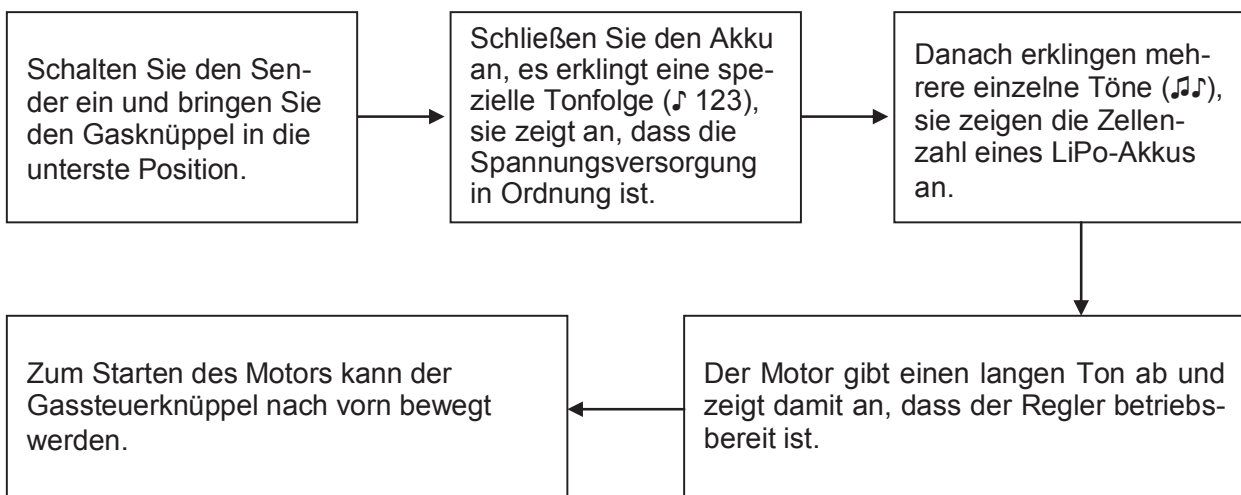 Schalten Sie den Sen-
der ein und bringen Sie
den Gasknüppel in die
unterste Position.
Schließen Sie den Akku
an, es erklingt eine spe-
zielle Tonfolge (♪ 123),
sie zeigt an, dass die
Spannungsversorgung
in Ordnung ist.
Danach erklingen meh-
rere einzelne Töne (♫♪),
sie zeigen die Zellen-
zahl eines LiPo-Akkus
an.
Der Motor gibt einen langen Ton ab und
zeigt damit an, dass der Regler betriebs-
bereit ist.
Zum Starten des Motors kann der
Gassteuerknüppel nach vorn bewegt
werden.